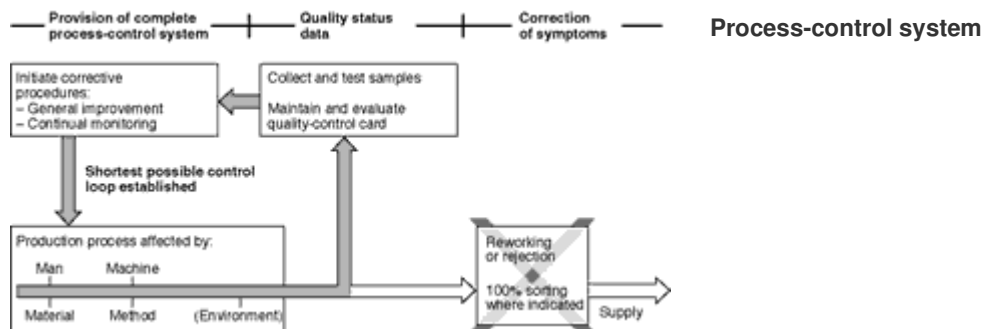 Provision of complete
process-control system
Quality status
data
Correction
of symptoms
Process-control system
Initiate corrective
procedures:
– General improvement
– Continual monitoring
Collect and test samples
Maintain and evaluate
quality-control card
Shortest possible control
loop established
Production process affected by:
Man Machine
Material Method (Environment)
Reworking
or rejection
100% sorting
where indicated
Supply